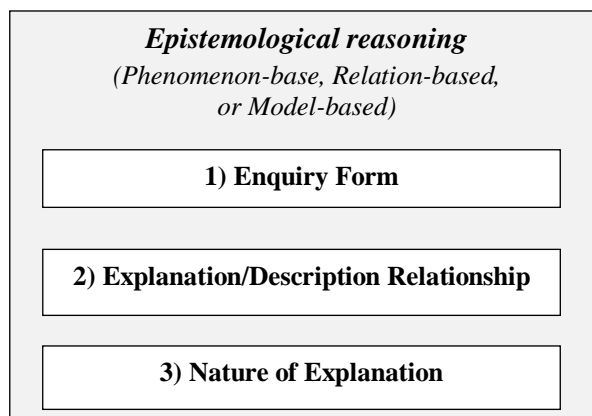 Epistemological reasoning
(Phenomenon-base, Relation-based,
or Model-based)
1) Enquiry Form
2) Explanation/Description Relationship
3) Nature of Explanation